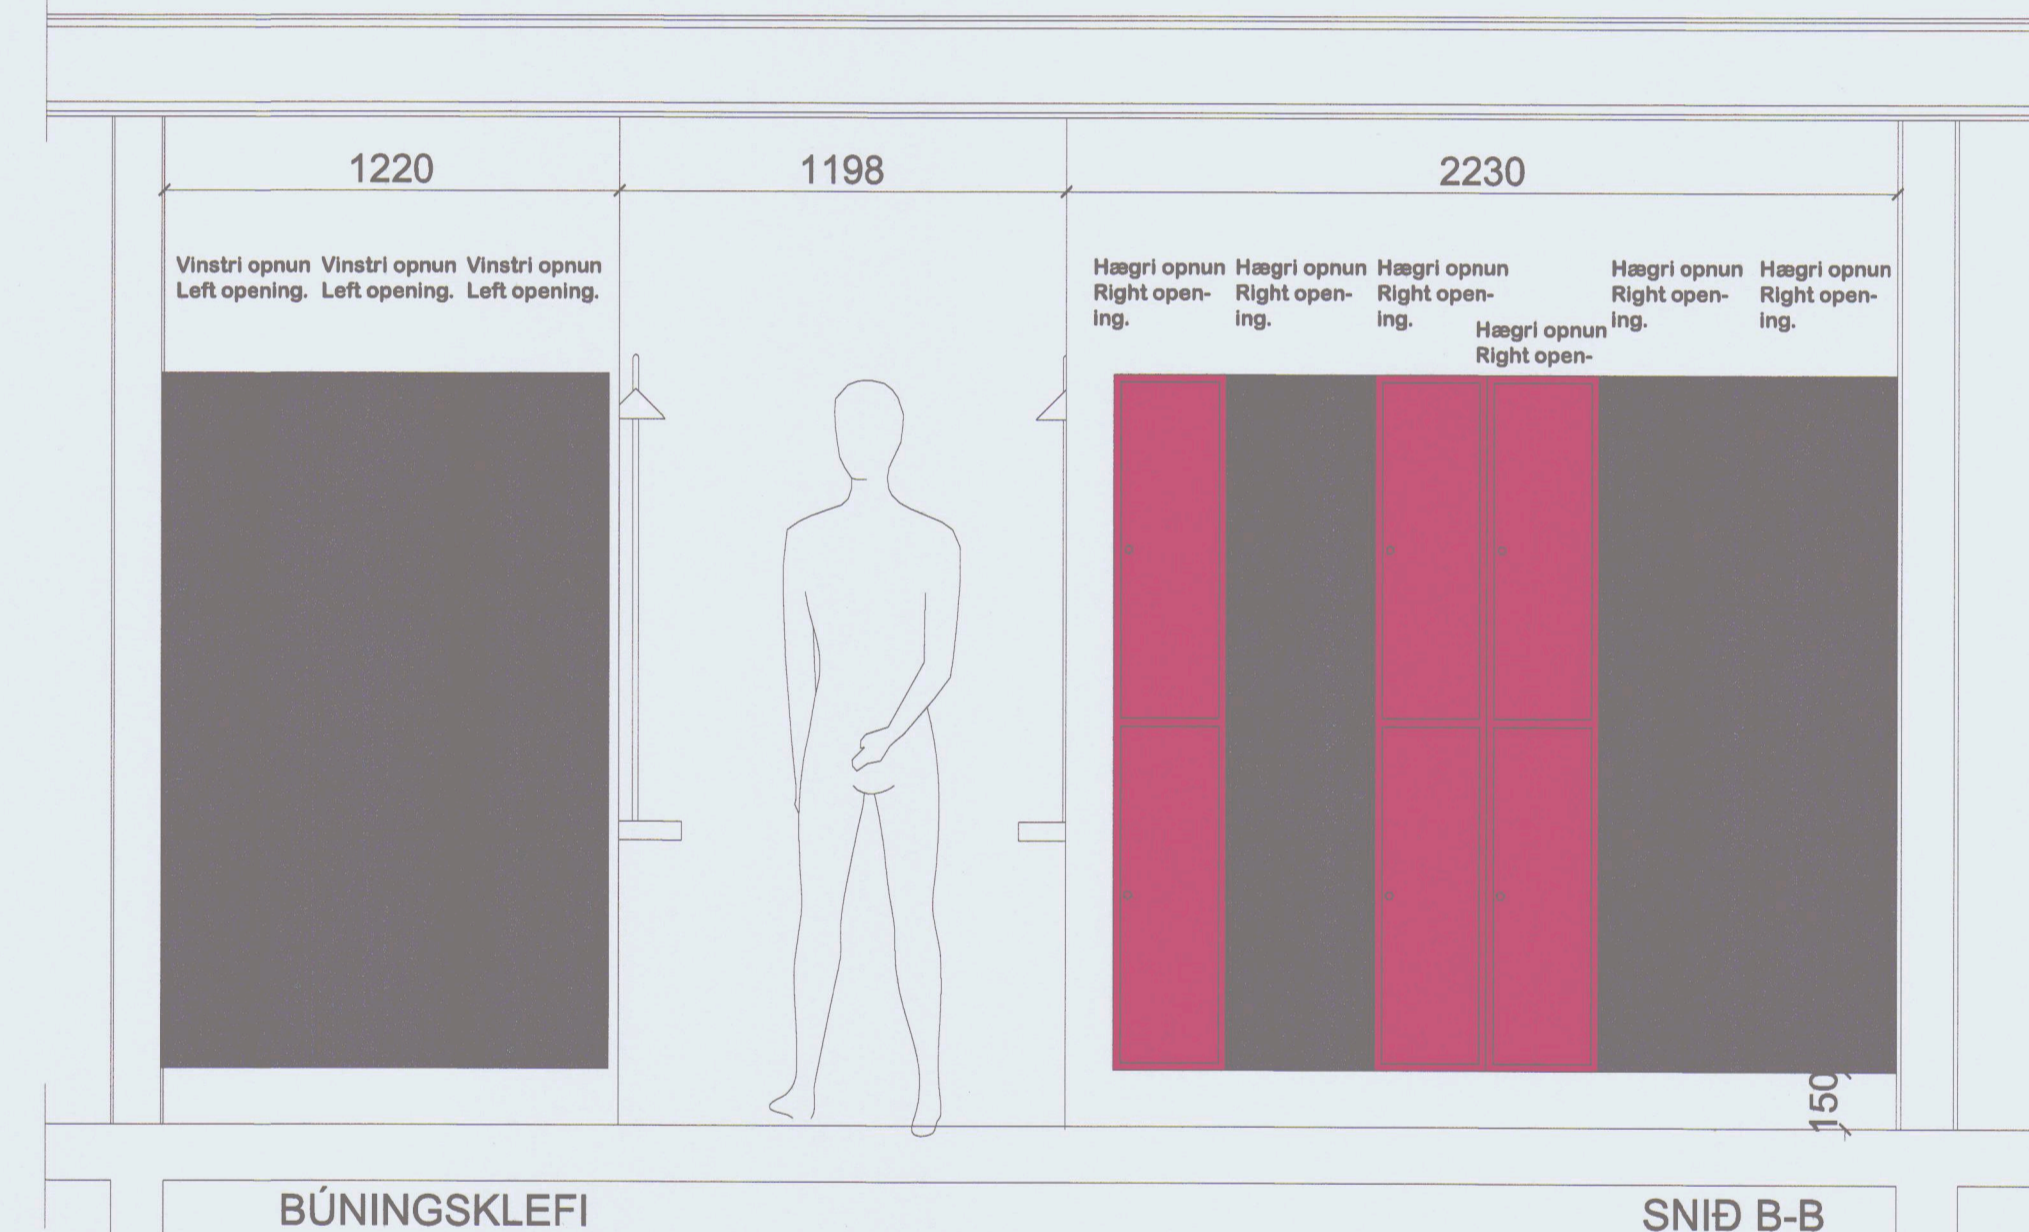 1220
1198
2230
Vinstri opnun
Left opening.
Vinstri opnun
Left opening.
Vinstri opnun
Left opening.
Hægri opnun
Right open-
ing.
Hægri opnun
Right open-
ing.
Hægri opnun
Right open-
ing.
Hægri opnun
Right open-
Hægri opnun
Right open-
ing.
Hægri opnun
Right open-
ing.
150
BÚNINGSKLEFI
SNIÐ B-B